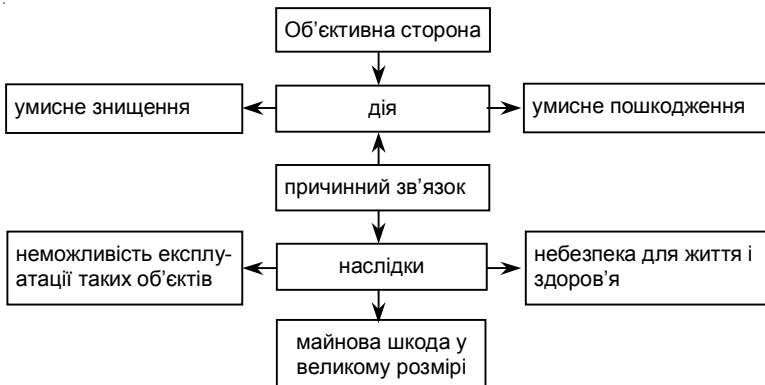 Об’єктивна сторона
умисне знищення
дія
умисне пошкодження
причинний зв’язок
неможливість експлу-
атації таких об’єктів
наслідки
небезпека для життя і
здоров’я
майнова шкода у
великому розмірі